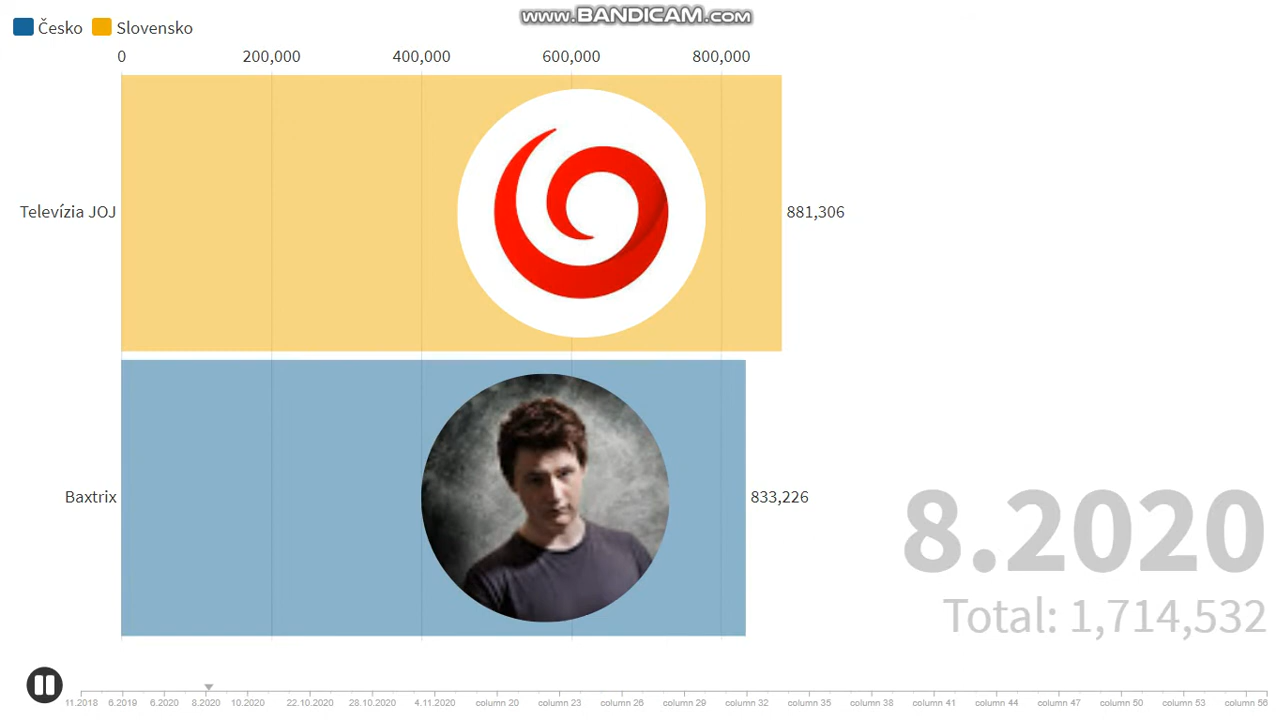 www.BANDICAM.com
Česko Slovensko
0 200,000 400,000 600,000 800,000
Televízia JOJ 881,306
Baxtrix 833,226
8.2020
Total: 1,714,532
11.2018 6.2019 6.2020 8.2020 10.2020 22.10.2020 28.10.2020 4.11.2020 column 20 column 23 column 26 column 29 column 32 column 35 column 38 column 41 column 44 column 47 column 50 column 53 column 56